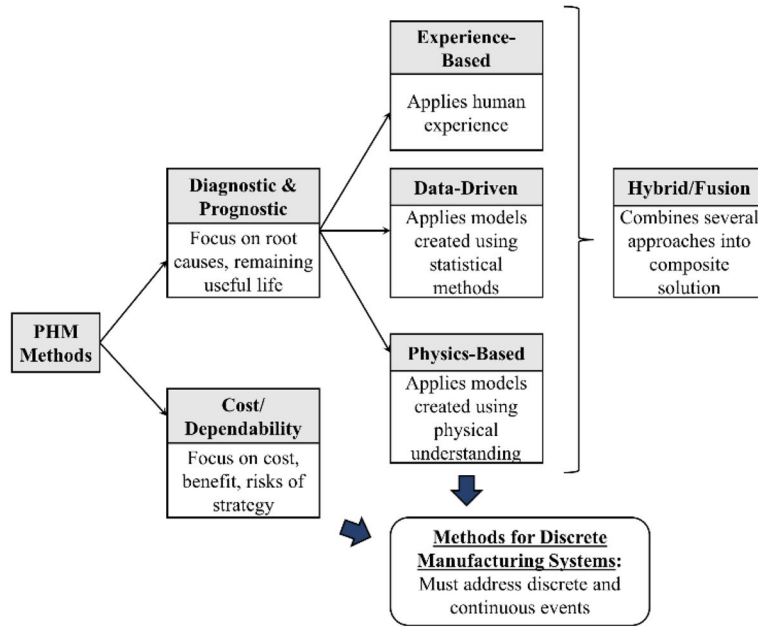 PHM
Methods
Diagnostic &
Prognostic
Focus on root
causes, remaining
useful life
Cost/
Dependability
Focus on cost,
benefit, risks of
strategy
Experience-
Based
Applies human
experience
Data-Driven
Applies models
created using
statistical
methods
Physics-Based
Applies models
created using
physical
understanding
Hybrid/Fusion
Combines several
approaches into
composite
solution
Methods for Discrete
Manufacturing Systems:
Must address discrete and
continuous events